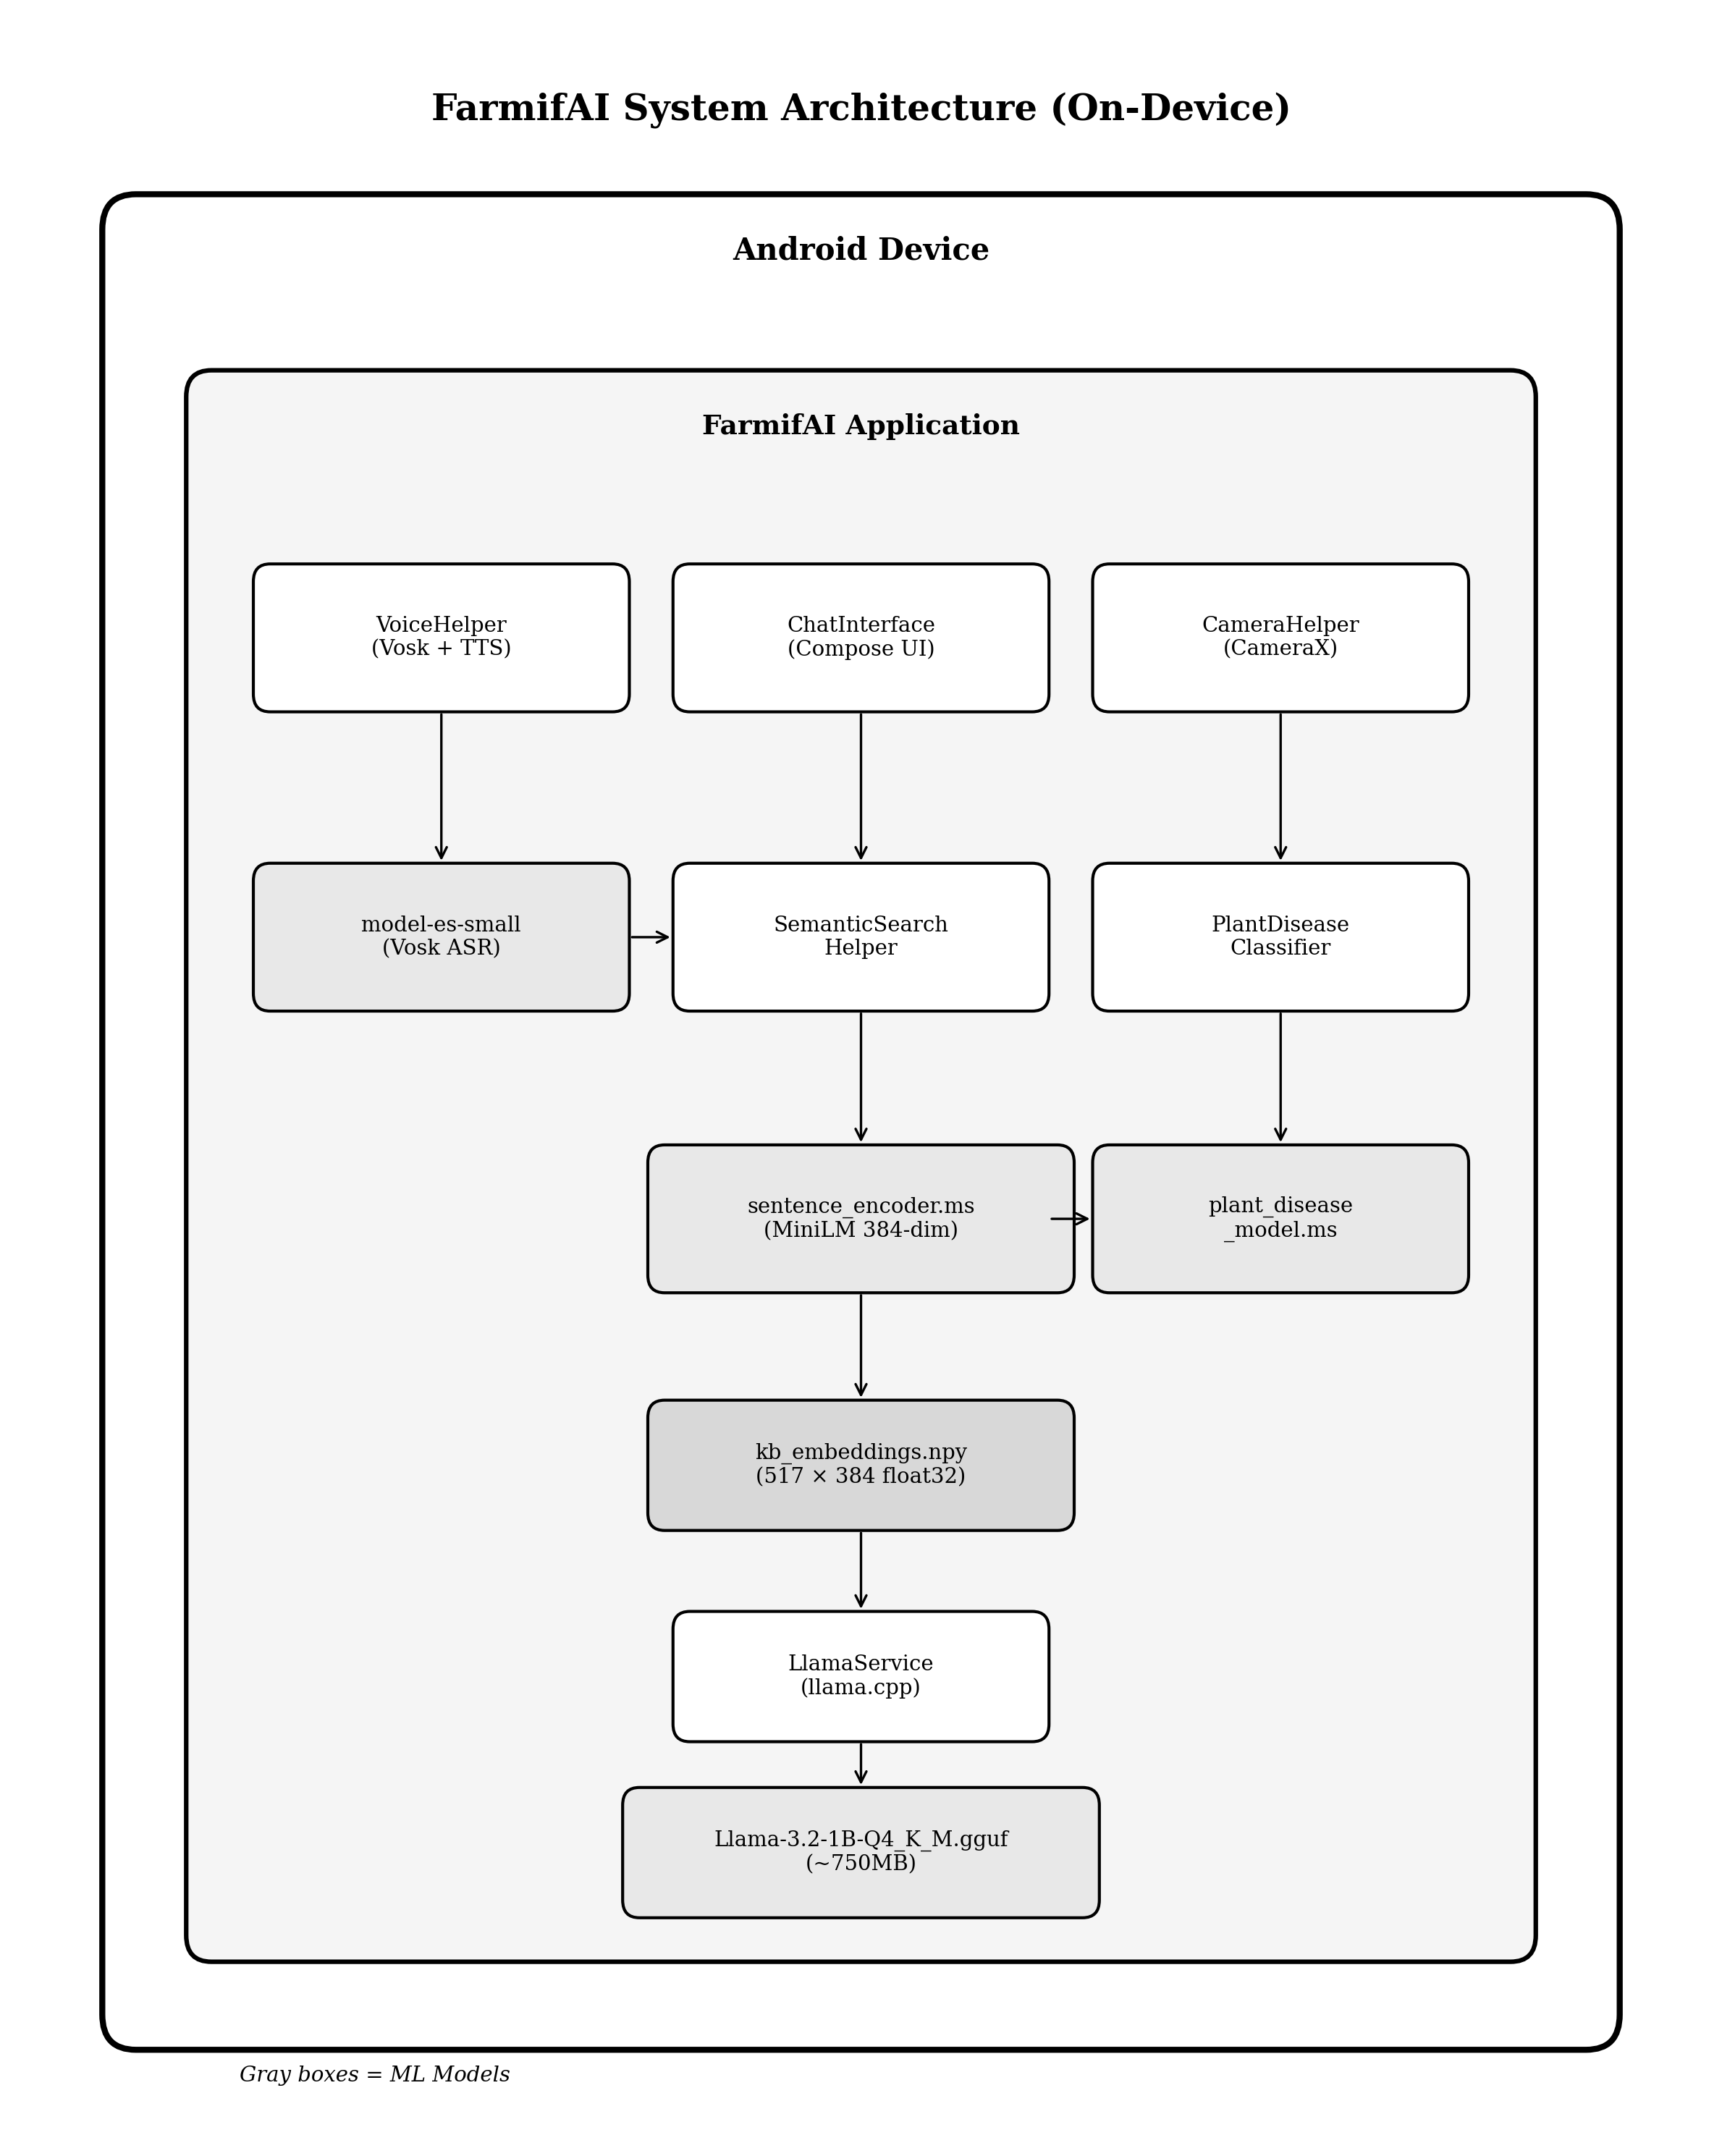 FarmifAI System Architecture (On-Device)
Android Device
FarmifAI Application
VoiceHelper
(Vosk + TTS)
ChatInterface
(Compose UI)
CameraHelper
(CameraX)
model-es-small
(Vosk ASR)
SemanticSearch
Helper
PlantDisease
Classifier
sentence_encoder.ms
(MiniLM 384-dim)
plant_disease
_model.ms
kb_embeddings.npy
(517 × 384 float32)
LlamaService
(llama.cpp)
Llama-3.2-1B-Q4_K_M.gguf
(~750MB)
Gray boxes = ML Models